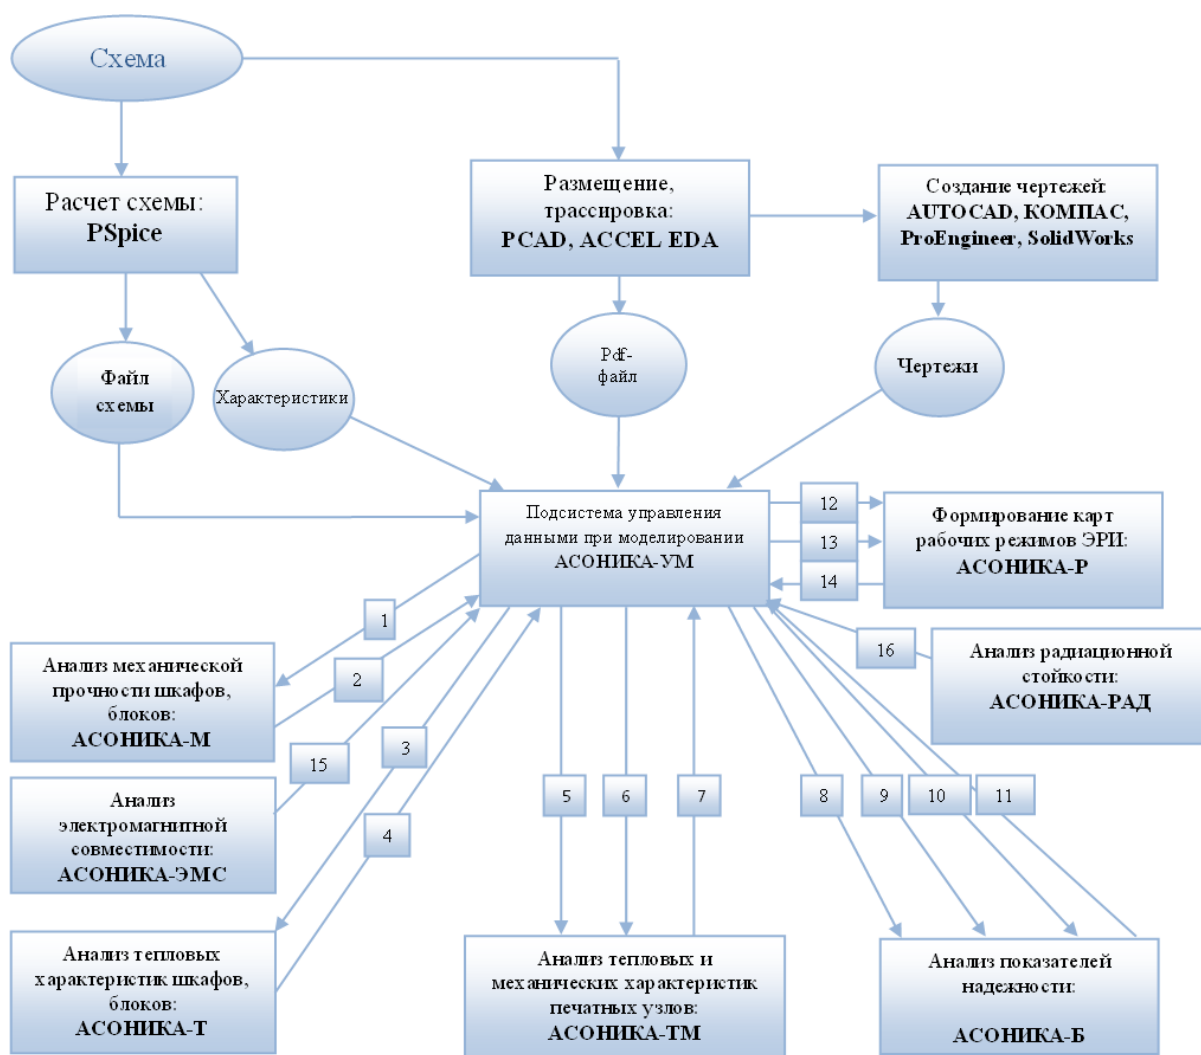 Схема
Расчет схемы:
PSpice
Размещение,
трассировка:
PCAD, ACCEL EDA
Создание чертежей:
AUTOCAD, КОМПАС,
ProEngineer, SolidWorks
Файл
схемы
Характеристики
Pdf-
файл
Чертежи
Подсистема управления
данными при моделировании
АСОНИКА-УМ
12
13
14
Формирование карт
рабочих режимов ЭРИ:
АСОНИКА-Р
1
2
15
3
4
5
6
7
8
9
10
11
16
Анализ радиационной
стойкости:
АСОНИКА-РАД
Анализ механической
прочности шкафов,
блоков:
АСОНИКА-М
Анализ
электромагнитной
совместимости:
АСОНИКА-ЭМС
Анализ тепловых
характеристик шкафов,
блоков:
АСОНИКА-Т
Анализ тепловых и
механических характеристик
печатных узлов:
АСОНИКА-ТМ
Анализ показателей
надежности:
АСОНИКА-Б